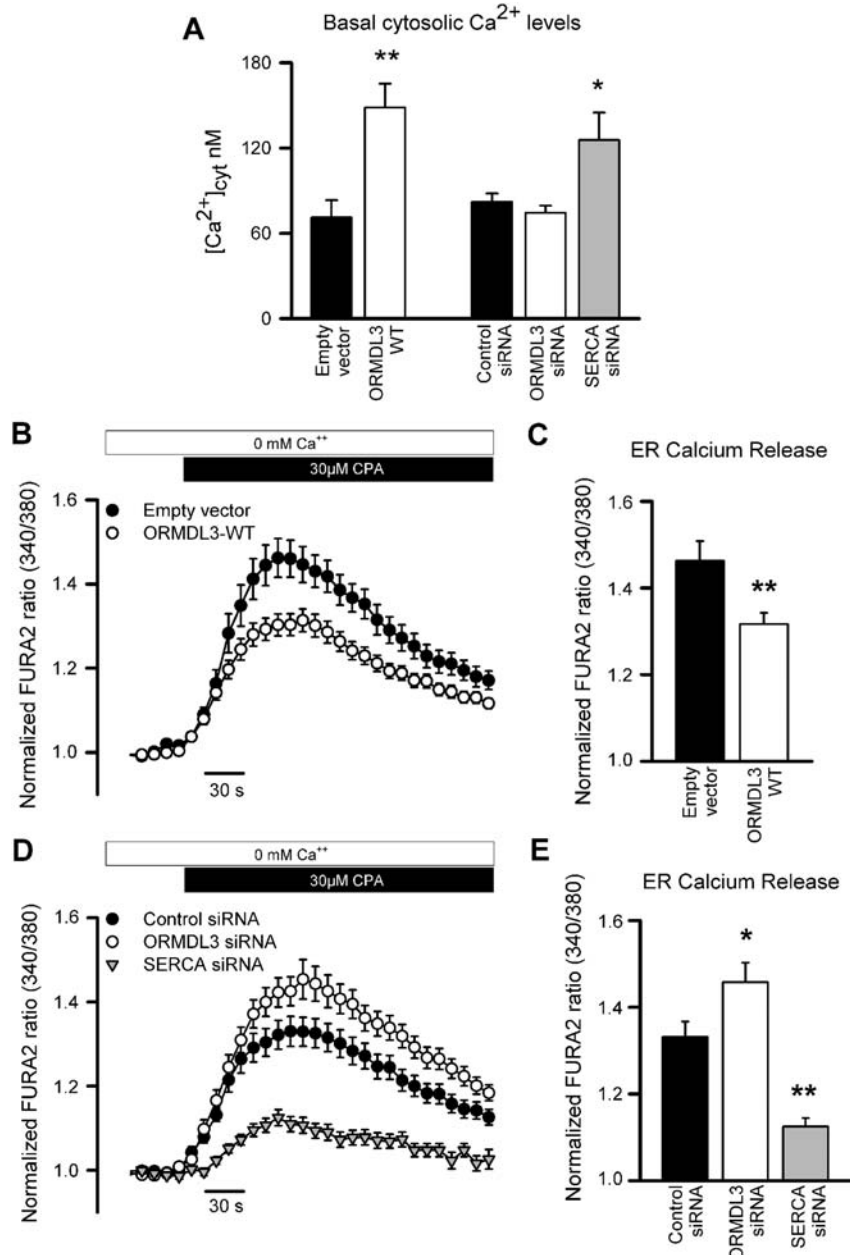 A
Basal cytosolic Ca²⁺ levels
[Ca²⁺]cyt nM
180
120
60
0
**
*
Empty
vector
ORMDL3
WT
Control
siRNA
ORMDL3
siRNA
SERCA
siRNA
B
0 mM Ca⁺⁺
30µM CPA
Normalized FURA2 ratio (340/380)
1.6
1.4
1.2
1.0
Empty vector
ORMDL3-WT
30 s
C
ER Calcium Release
Normalized FURA2 ratio (340/380)
1.6
1.4
1.2
1.0
**
Empty
vector
ORMDL3
WT
D
0 mM Ca⁺⁺
30µM CPA
Normalized FURA2 ratio (340/380)
1.6
1.4
1.2
1.0
Control siRNA
ORMDL3 siRNA
SERCA siRNA
30 s
E
ER Calcium Release
Normalized FURA2 ratio (340/380)
1.6
1.4
1.2
1.0
*
**
Control
siRNA
ORMDL3
siRNA
SERCA
siRNA